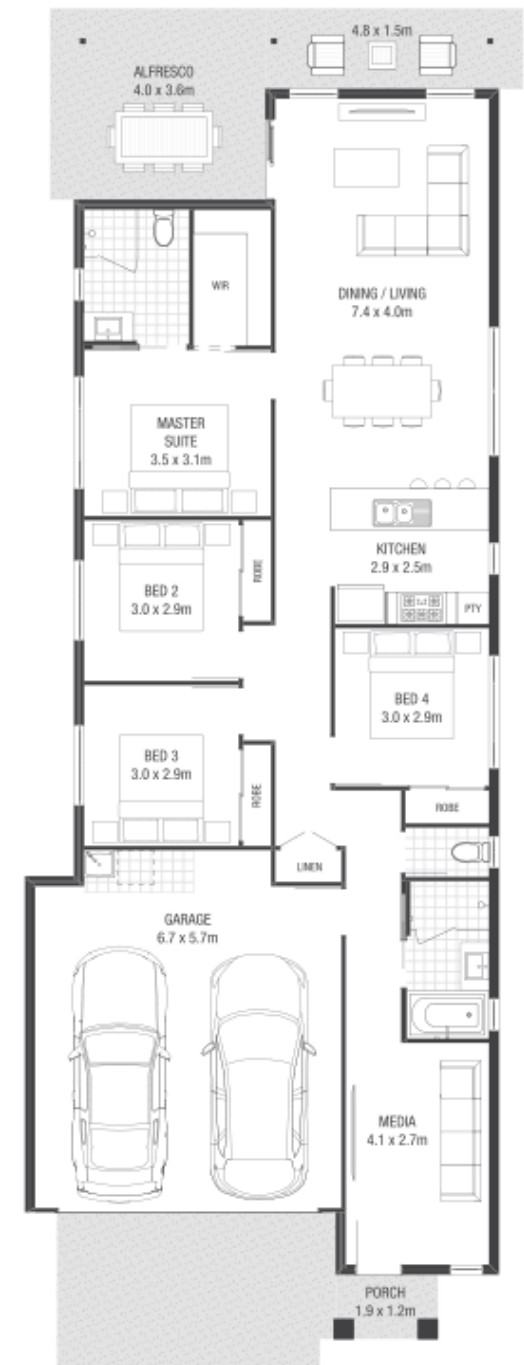 4.8 x 1.5m
ALFRESCO
4.0 x 3.6m
WIR
DINING / LIVING
7.4 x 4.0m
MASTER
SUITE
3.5 x 3.1m
KITCHEN
2.9 x 2.5m
ROBE
BED 2
3.0 x 2.9m
PTY
BED 4
3.0 x 2.9m
BED 3
3.0 x 2.9m
ROBE
ROBE
LINEN
GARAGE
6.7 x 5.7m
MEDIA
4.1 x 2.7m
PORCH
1.9 x 1.2m